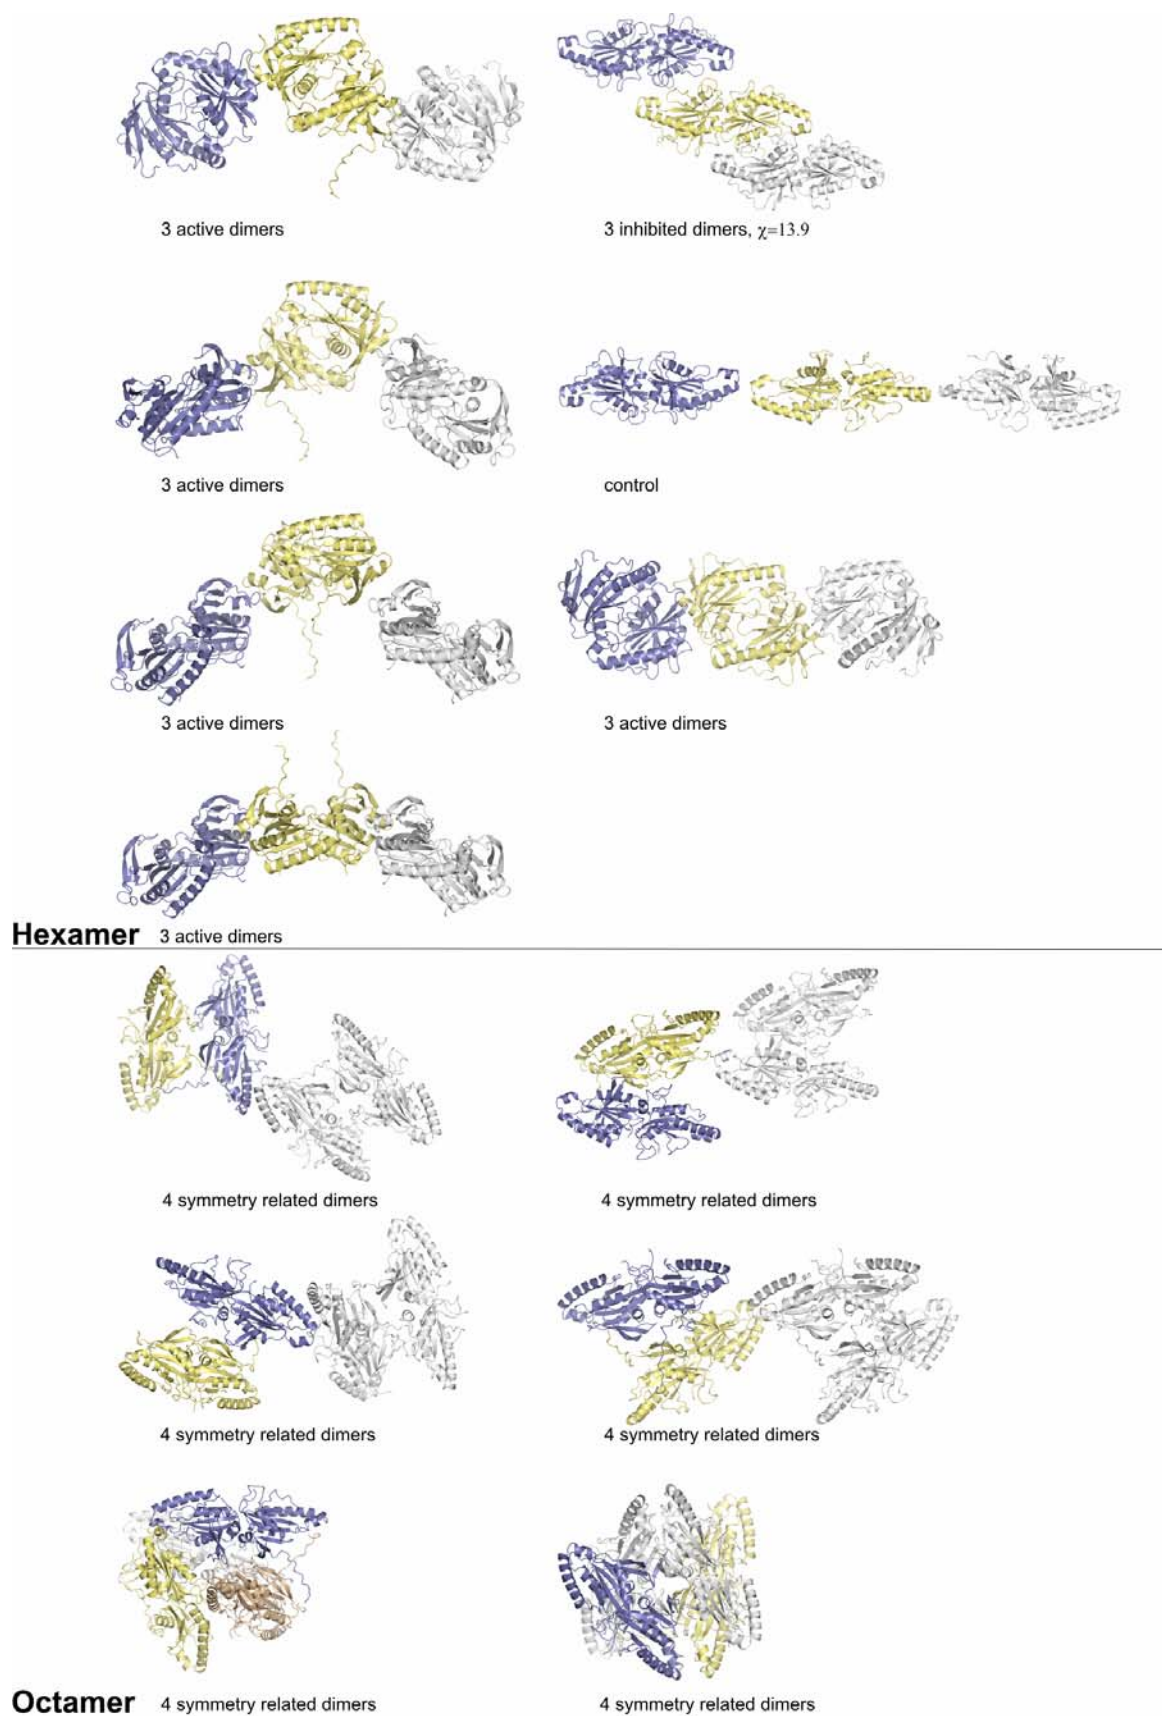 3 active dimers
3 inhibited dimers, χ=13.9
3 active dimers
control
3 active dimers
3 active dimers
Hexamer 3 active dimers
4 symmetry related dimers
4 symmetry related dimers
4 symmetry related dimers
4 symmetry related dimers
Octamer 4 symmetry related dimers
4 symmetry related dimers